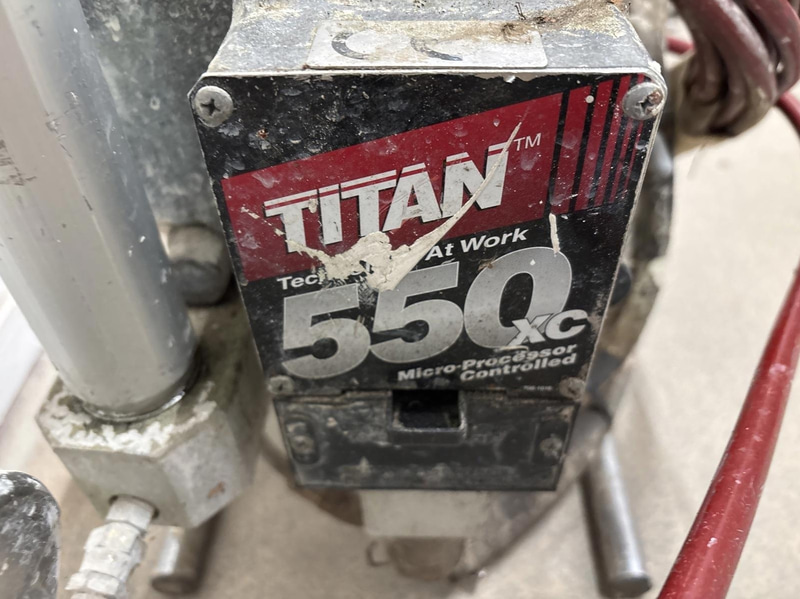 TITAN™
At Work
550xc
Micro-Processor
Controlled